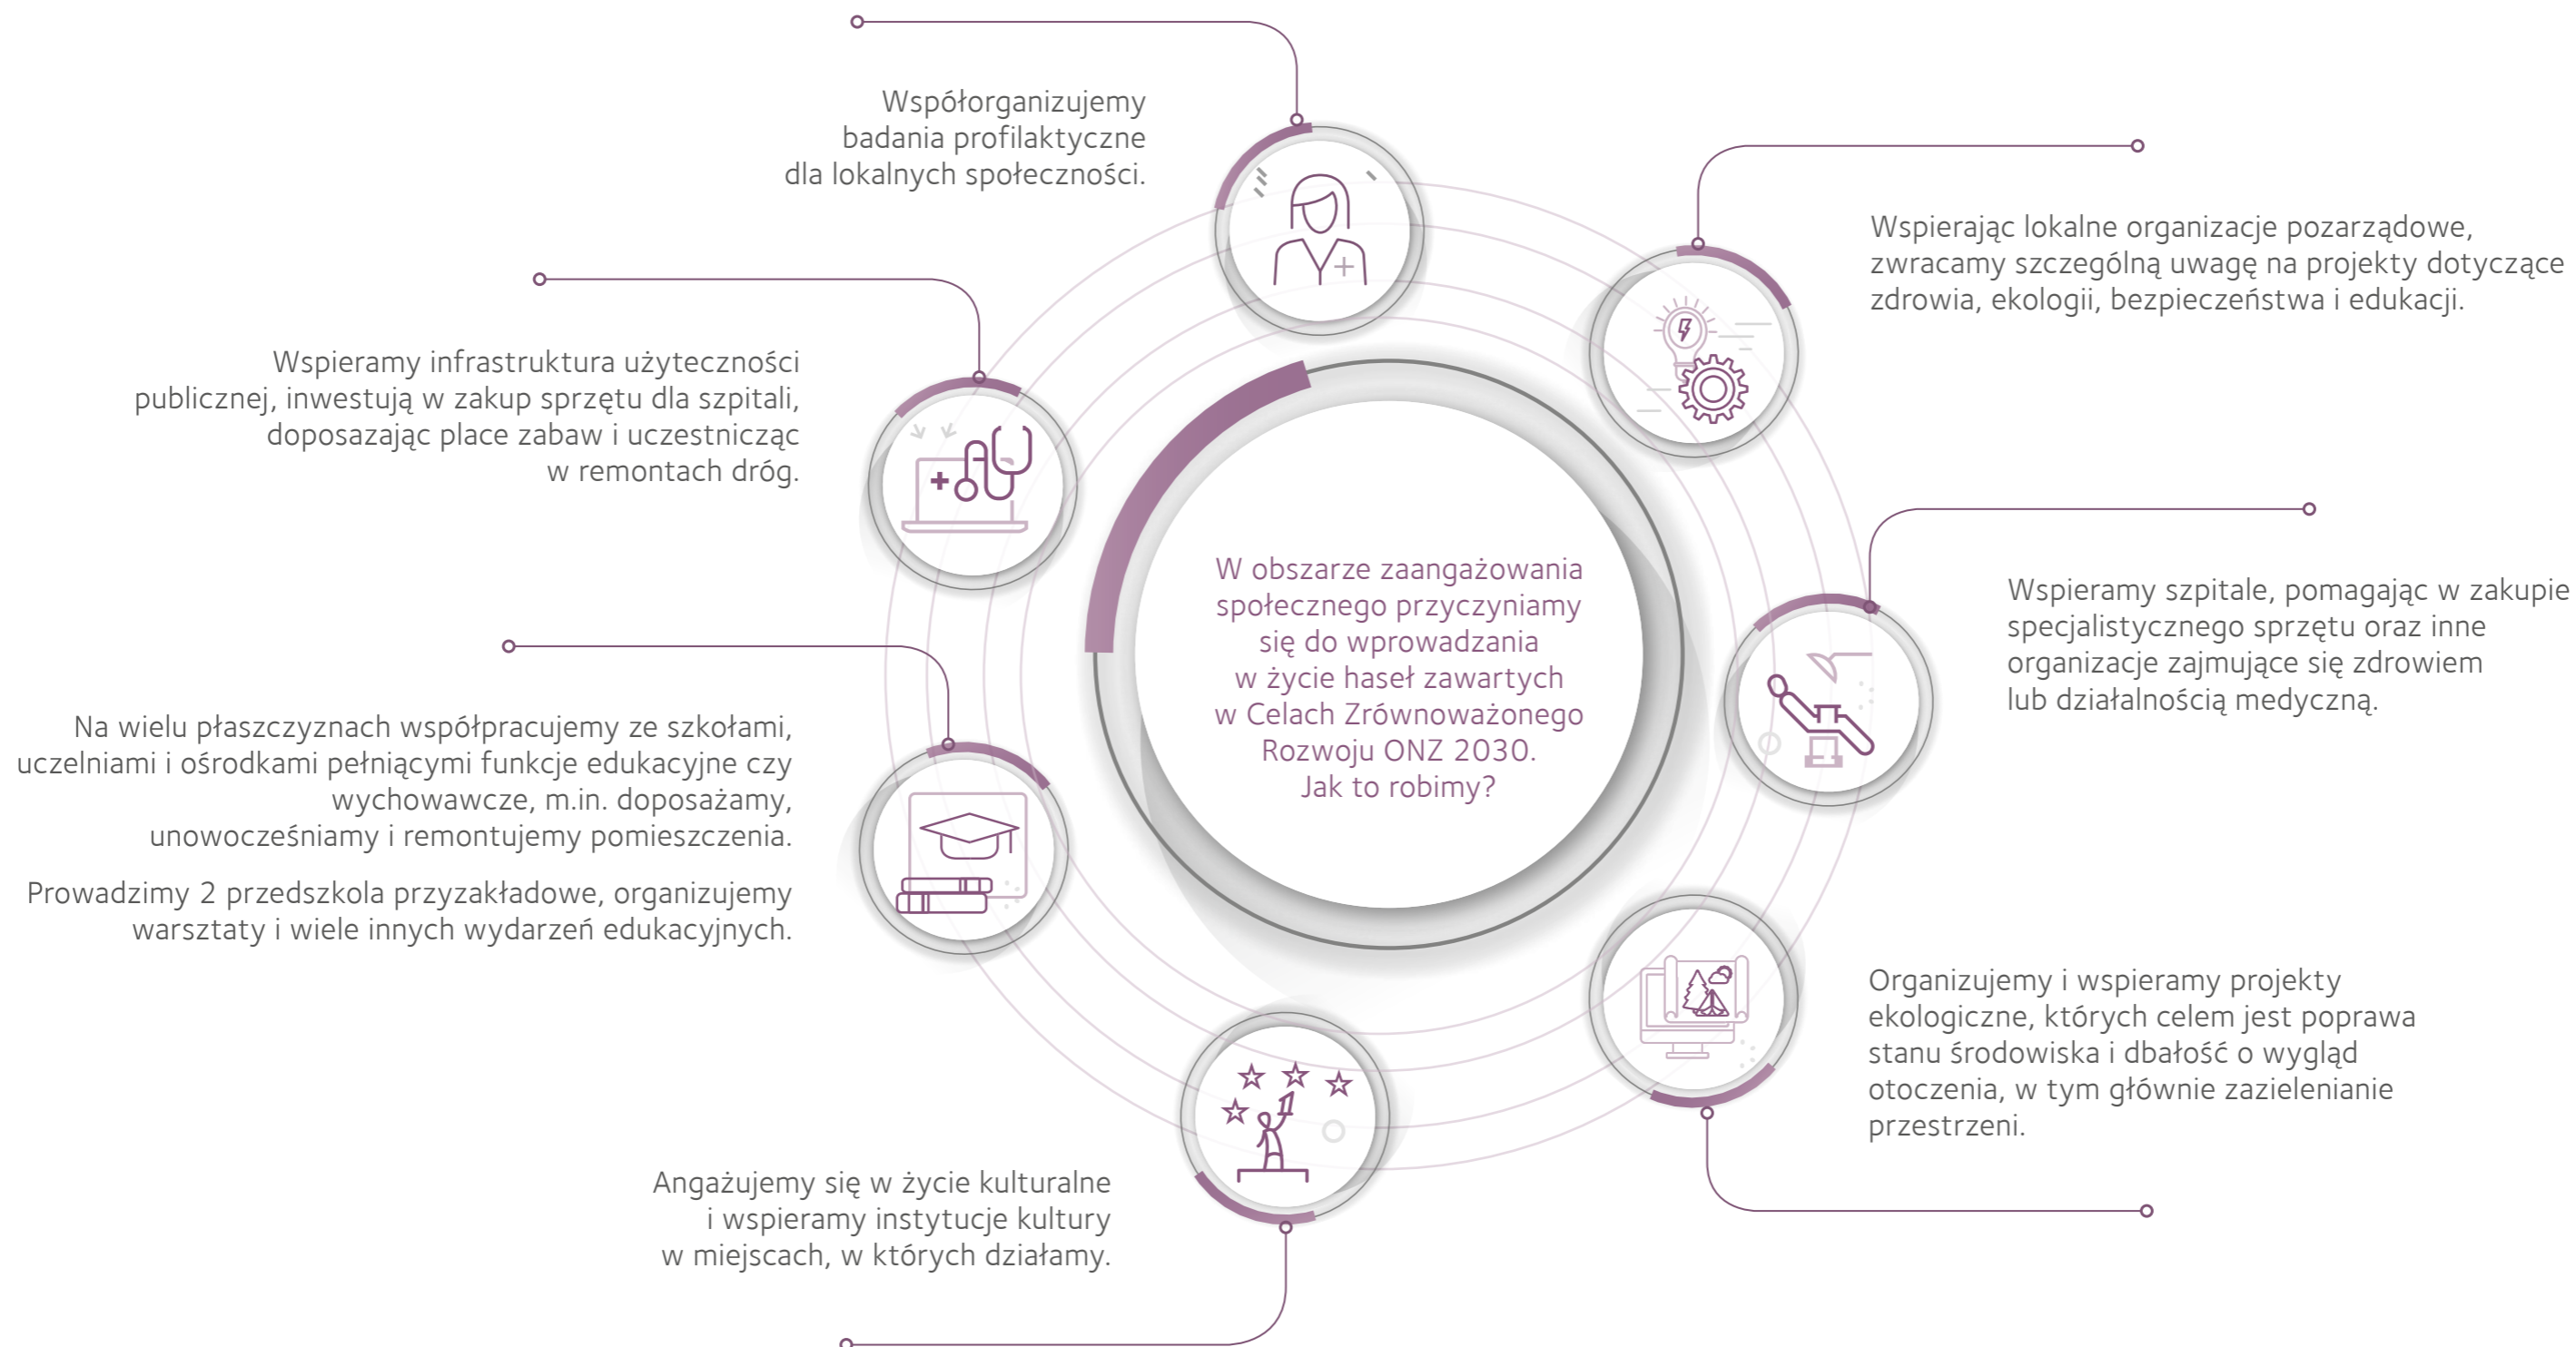 Współorganizujemy
badania profilaktyczne
dla lokalnych społeczności.
Wspierając lokalne organizacje pozarządowe,
zwracamy szczególną uwagę na projekty dotyczące
zdrowia, ekologii, bezpieczeństwa i edukacji.
Wspieramy infrastruktura użyteczności
publicznej, inwestują w zakup sprzętu dla szpitali,
doposazając place zabaw i uczestnicząc
w remontach dróg.
W obszarze zaangażowania
społecznego przyczyniamy
się do wprowadzania
w życie haseł zawartych
w Celach Zrównoważonego
Rozwoju ONZ 2030.
Jak to robimy?
Wspieramy szpitale, pomagając w zakupie
specjalistycznego sprzętu oraz inne
organizacje zajmujące się zdrowiem
lub działalnością medyczną.
Na wielu płaszczyznach współpracujemy ze szkołami,
uczelniami i ośrodkami pełniącymi funkcje edukacyjne czy
wychowawcze, m.in. doposażamy,
unowocześniamy i remontujemy pomieszczenia.
Prowadzimy 2 przedszkola przyzakładowe, organizujemy
warsztaty i wiele innych wydarzeń edukacyjnych.
Organizujemy i wspieramy projekty
ekologiczne, których celem jest poprawa
stanu środowiska i dbałość o wygląd
otoczenia, w tym głównie zazielenianie
przestrzeni.
1
Angażujemy się w życie kulturalne
i wspieramy instytucje kultury
w miejscach, w których działamy.